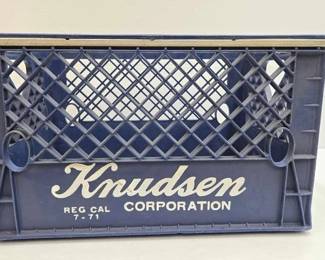 Knudsen
REG CAL CORPORATION
7-71